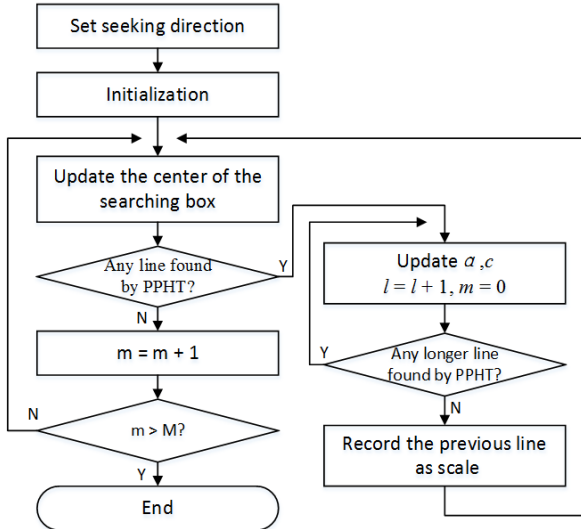 Set seeking direction
Initialization
Update the center of the
searching box
Any line found
by PPHT?
Y
N
m = m + 1
N
m > M?
Y
End
Update α,c
l = l + 1, m = 0
Y
Any longer line
found by PPHT?
N
Record the previous line
as scale